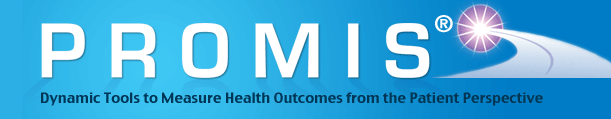 PROMIS®
Dynamic Tools to Measure Health Outcomes from the Patient Perspective